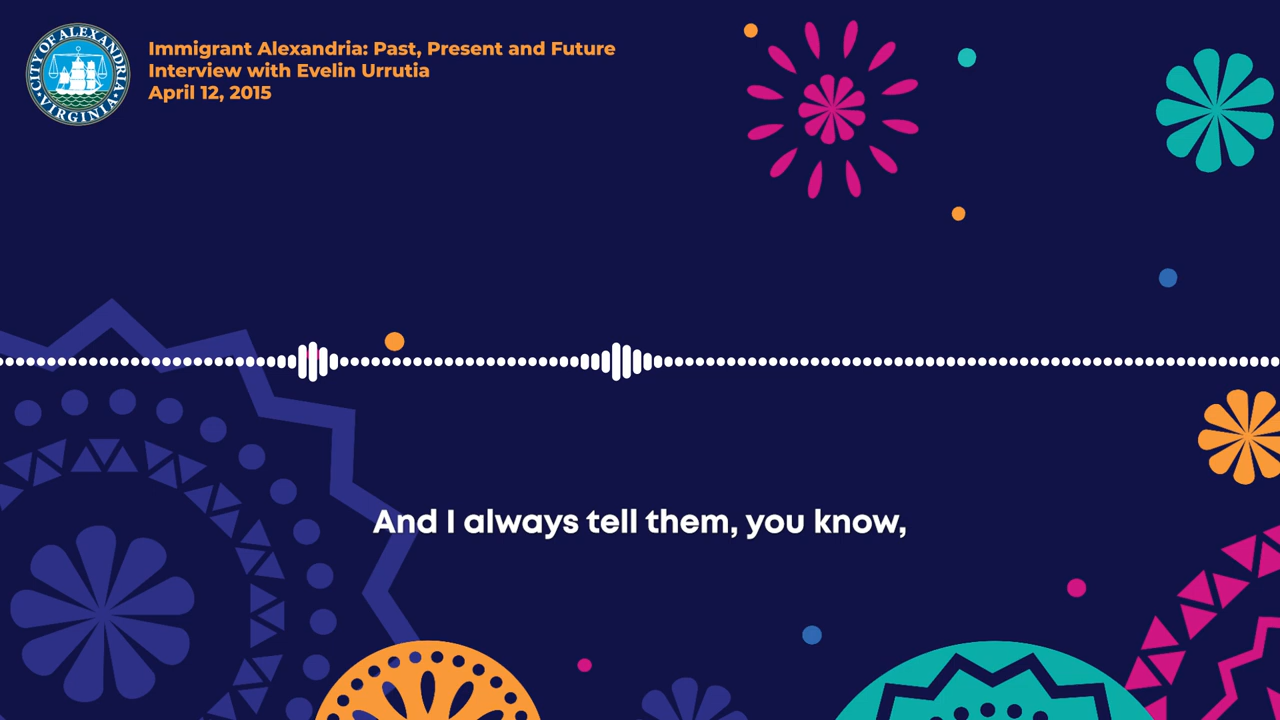 CITY OF ALEXANDRIA
VIRGINIA
Immigrant Alexandria: Past, Present and Future
Interview with Evelin Urrutia
April 12, 2015
And I always tell them, you know,